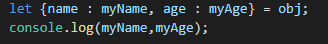 let {name : myName, age : myAge} = obj;
console.log(myName,myAge);